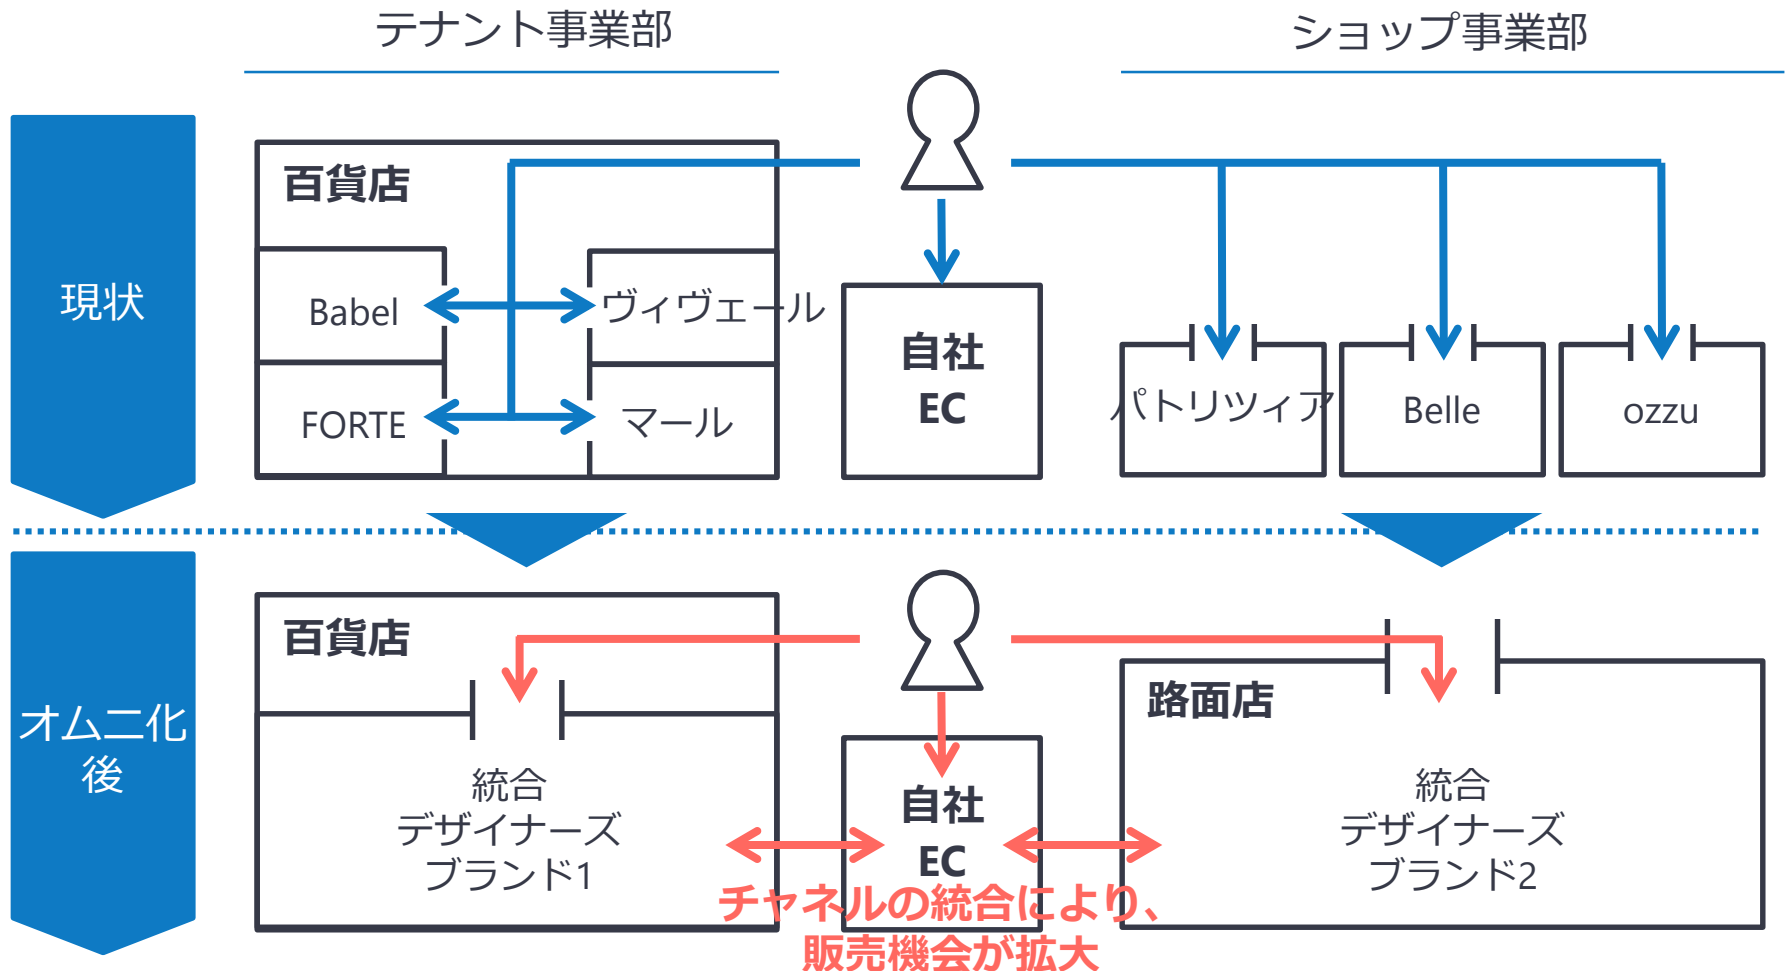 テナント事業部
ショップ事業部
現状
百貨店
Babel
ヴィヴェール
FORTE
マール
自社
EC
パトリツィア
Belle
ozzu
オムニ化
後
百貨店
統合
デザイナーズ
ブランド1
自社
EC
路面店
統合
デザイナーズ
ブランド2
チャネルの統合により、
販売機会が拡大